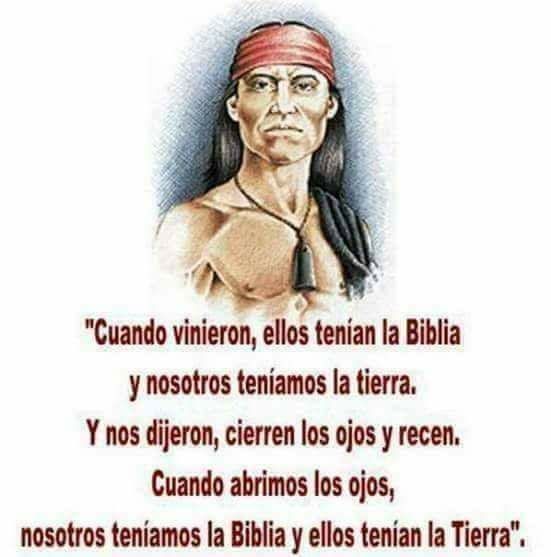 "Cuando vinieron, ellos tenían la Biblia
y nosotros teníamos la tierra.
Y nos dijeron, cierren los ojos y recen.
Cuando abrimos los ojos,
nosotros teníamos la Biblia y ellos tenían la Tierra".